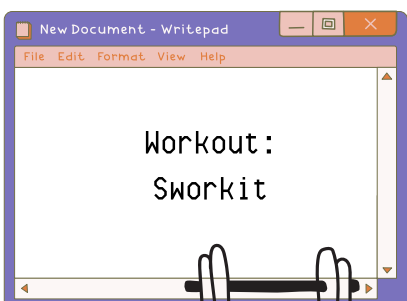 New Document - Writepad
File Edit Format View Help
Workout:
Sworkit